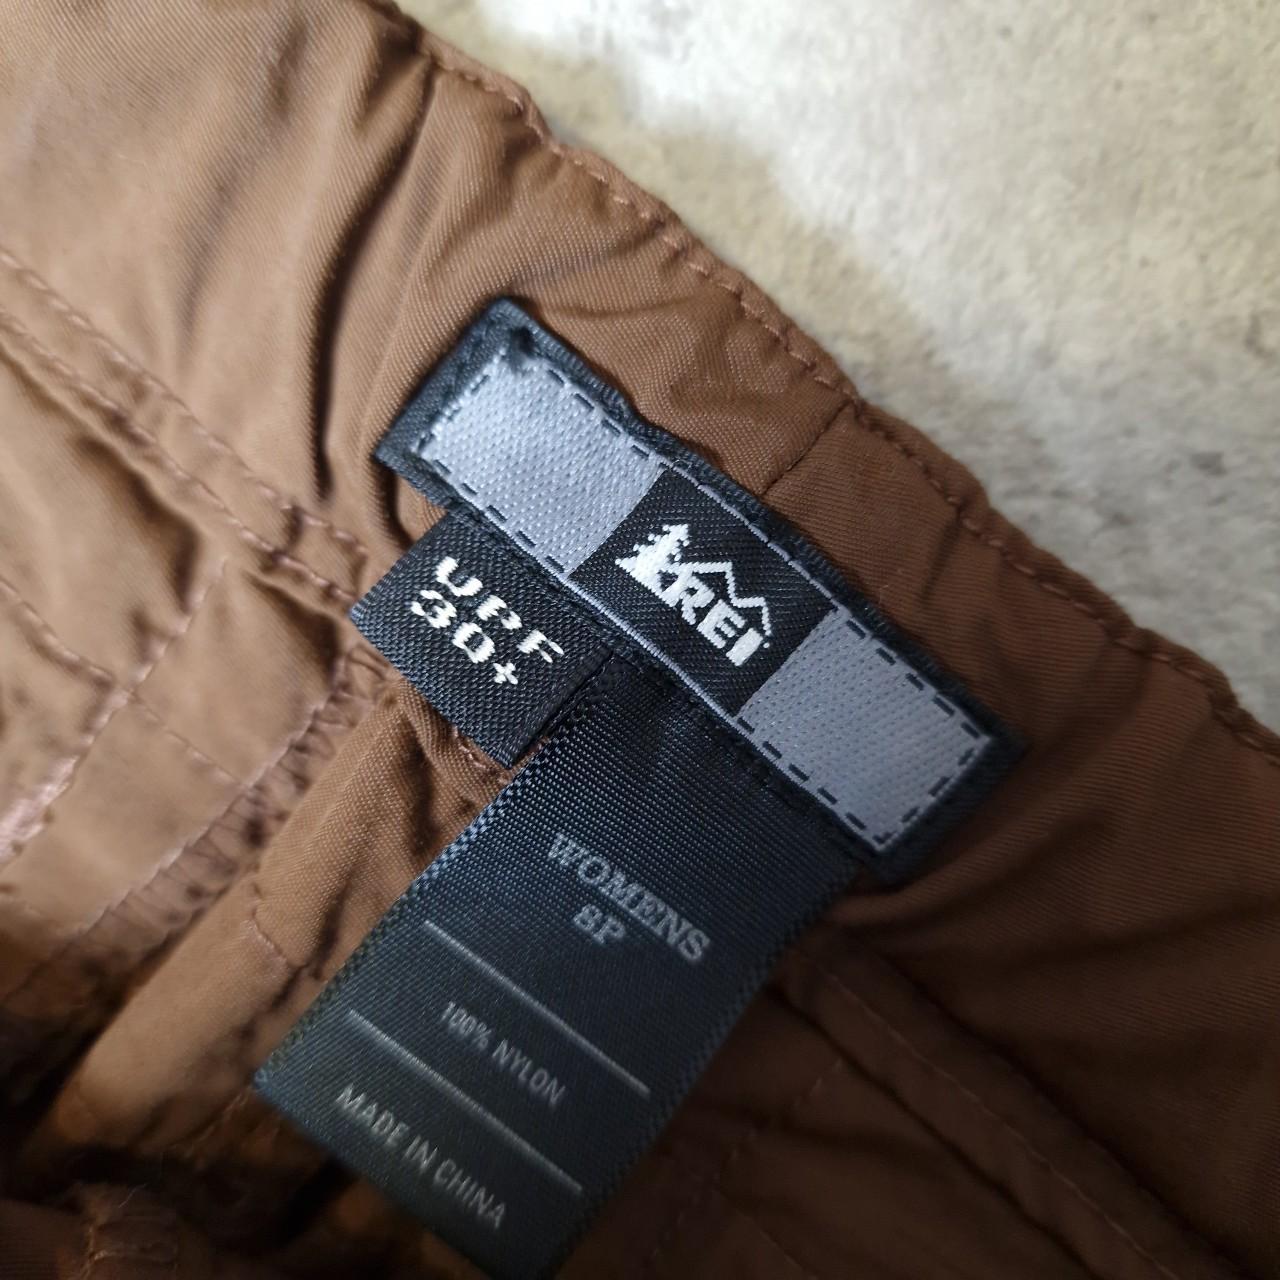 REI
UPF
30+
WOMENS
8P
100% NYLON
MADE IN CHINA